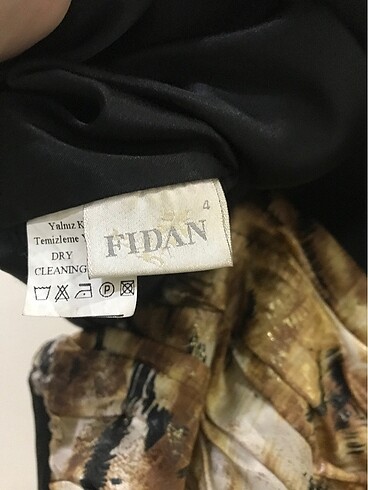 4
FIDAN
Yalnız K
Temizleme
DRY
CLEANING
P